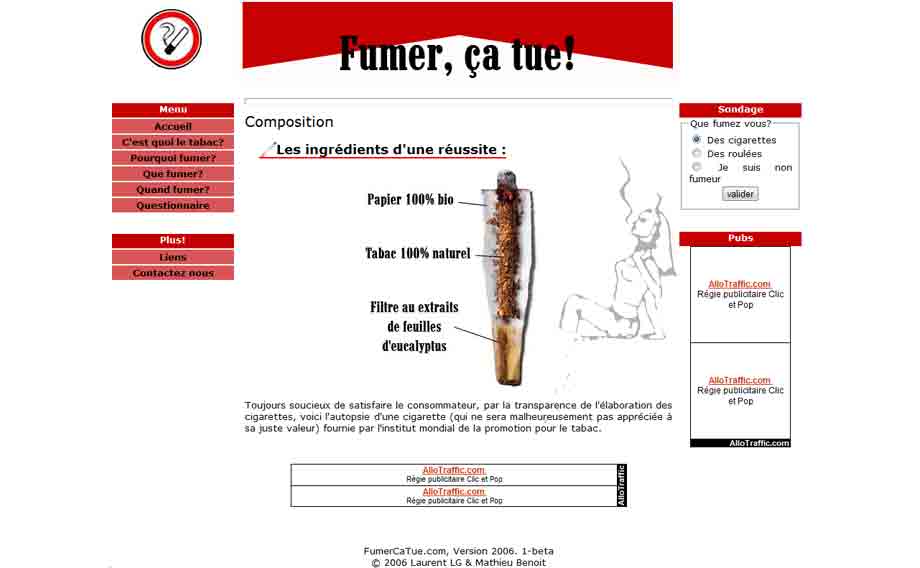 Fumer, ça tue!
Menu
Accueil
C'est quoi le tabac?
Pourquoi fumer?
Que fumer?
Quand fumer?
Questionnaire
Plus!
Liens
Contactez nous
Composition
Les ingrédients d'une réussite :
Papier 100% bio
Tabac 100% naturel
Filtre au extraits
de feuilles
d'eucalyptus
Toujours soucieux de satisfaire le consommateur, par la transparence de l'élaboration des
cigarettes, voici l'autopsie d'une cigarette (qui ne sera malheureusement pas appréciée à
sa juste valeur) fournie par l'institut mondial de la promotion pour le tabac.
Sondage
Que fumez vous?
Des cigarettes
Des roulées
Je suis non
fumeur
valider
Pubs
AlloTraffic.com
Régie publicitaire Clic
et Pop
AlloTraffic.com
Régie publicitaire Clic
et Pop
AlloTraffic.com
AlloTraffic.com
Régie publicitaire Clic et Pop
AlloTraffic.com
Régie publicitaire Clic et Pop
AlloTraffic.com
FumerCaTue.com, Version 2006. 1-beta
© 2006 Laurent LG & Mathieu Benoit